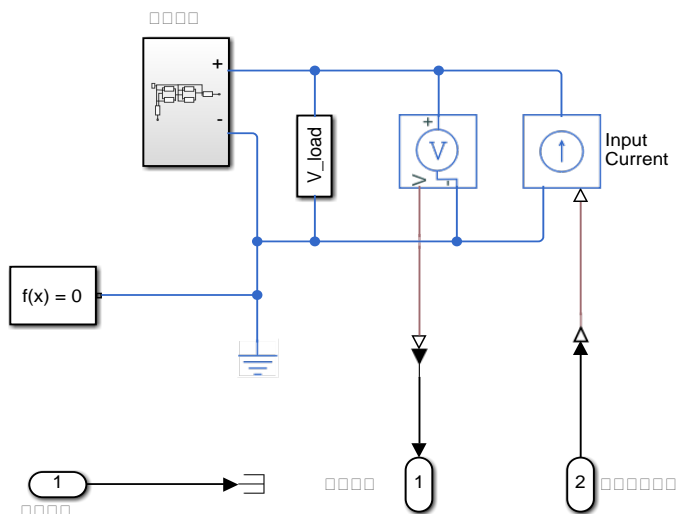 +
-
V_load
+
V
V
-
Input
Current
f(x) = 0
1
1
2